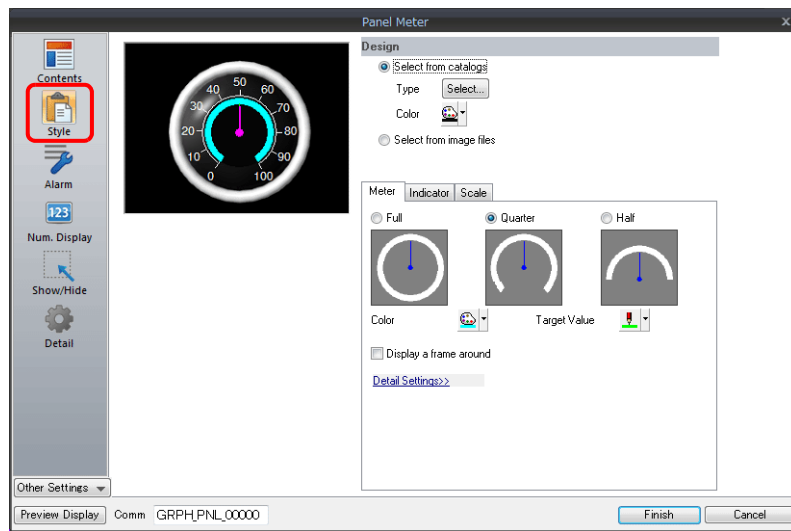 Panel Meter
x
Contents
Style
Alarm
123
Num. Display
Show/Hide
Detail
Other Settings
0
10
20
30
40
50
60
70
80
90
100
Design
Select from catalogs
Type Select...
Color
Select from image files
Meter Indicator Scale
Full Quarter Half
Color Target Value
Display a frame around
Detail Settings>>
Preview Display Comm GRPH_PNL_00000 Finish Cancel